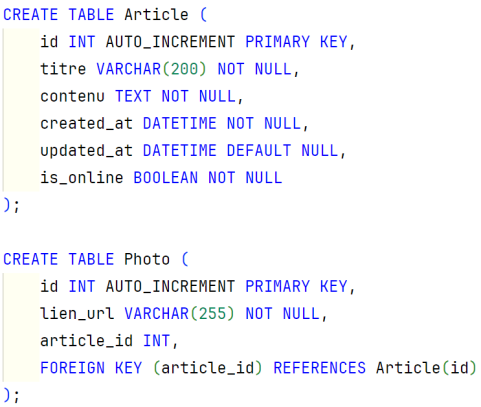 CREATE TABLE Article (
    id INT AUTO_INCREMENT PRIMARY KEY,
    titre VARCHAR(200) NOT NULL,
    contenu TEXT NOT NULL,
    created_at DATETIME NOT NULL,
    updated_at DATETIME DEFAULT NULL,
    is_online BOOLEAN NOT NULL
);

CREATE TABLE Photo (
    id INT AUTO_INCREMENT PRIMARY KEY,
    lien_url VARCHAR(255) NOT NULL,
    article_id INT,
    FOREIGN KEY (article_id) REFERENCES Article(id)
);